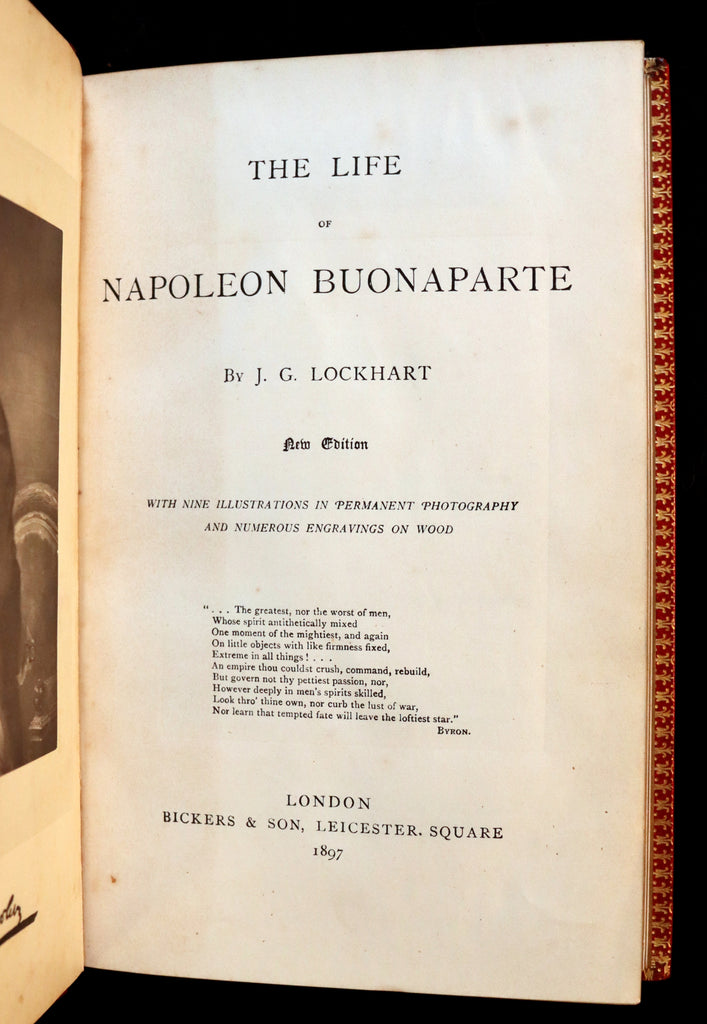 THE LIFE
OF
NAPOLEON BUONAPARTE
By J. G. LOCKHART
New Edition
WITH NINE ILLUSTRATIONS IN PERMANENT PHOTOGRAPHY
AND NUMEROUS ENGRAVINGS ON WOOD
". . . The greatest, nor the worst of men,
Whose spirit antithetically mixed
One moment of the mightiest, and again
On little objects with like firmness fixed,
Extreme in all things! . . .
An empire thou couldst crush, command, rebuild,
But govern not thy pettiest passion, nor,
However deeply in men's spirits skilled,
Look thro' thine own, nor curb the lust of war,
Nor learn that tempted fate will leave the loftiest star."
BYRON.
LONDON
BICKERS & SON, LEICESTER. SQUARE
1897